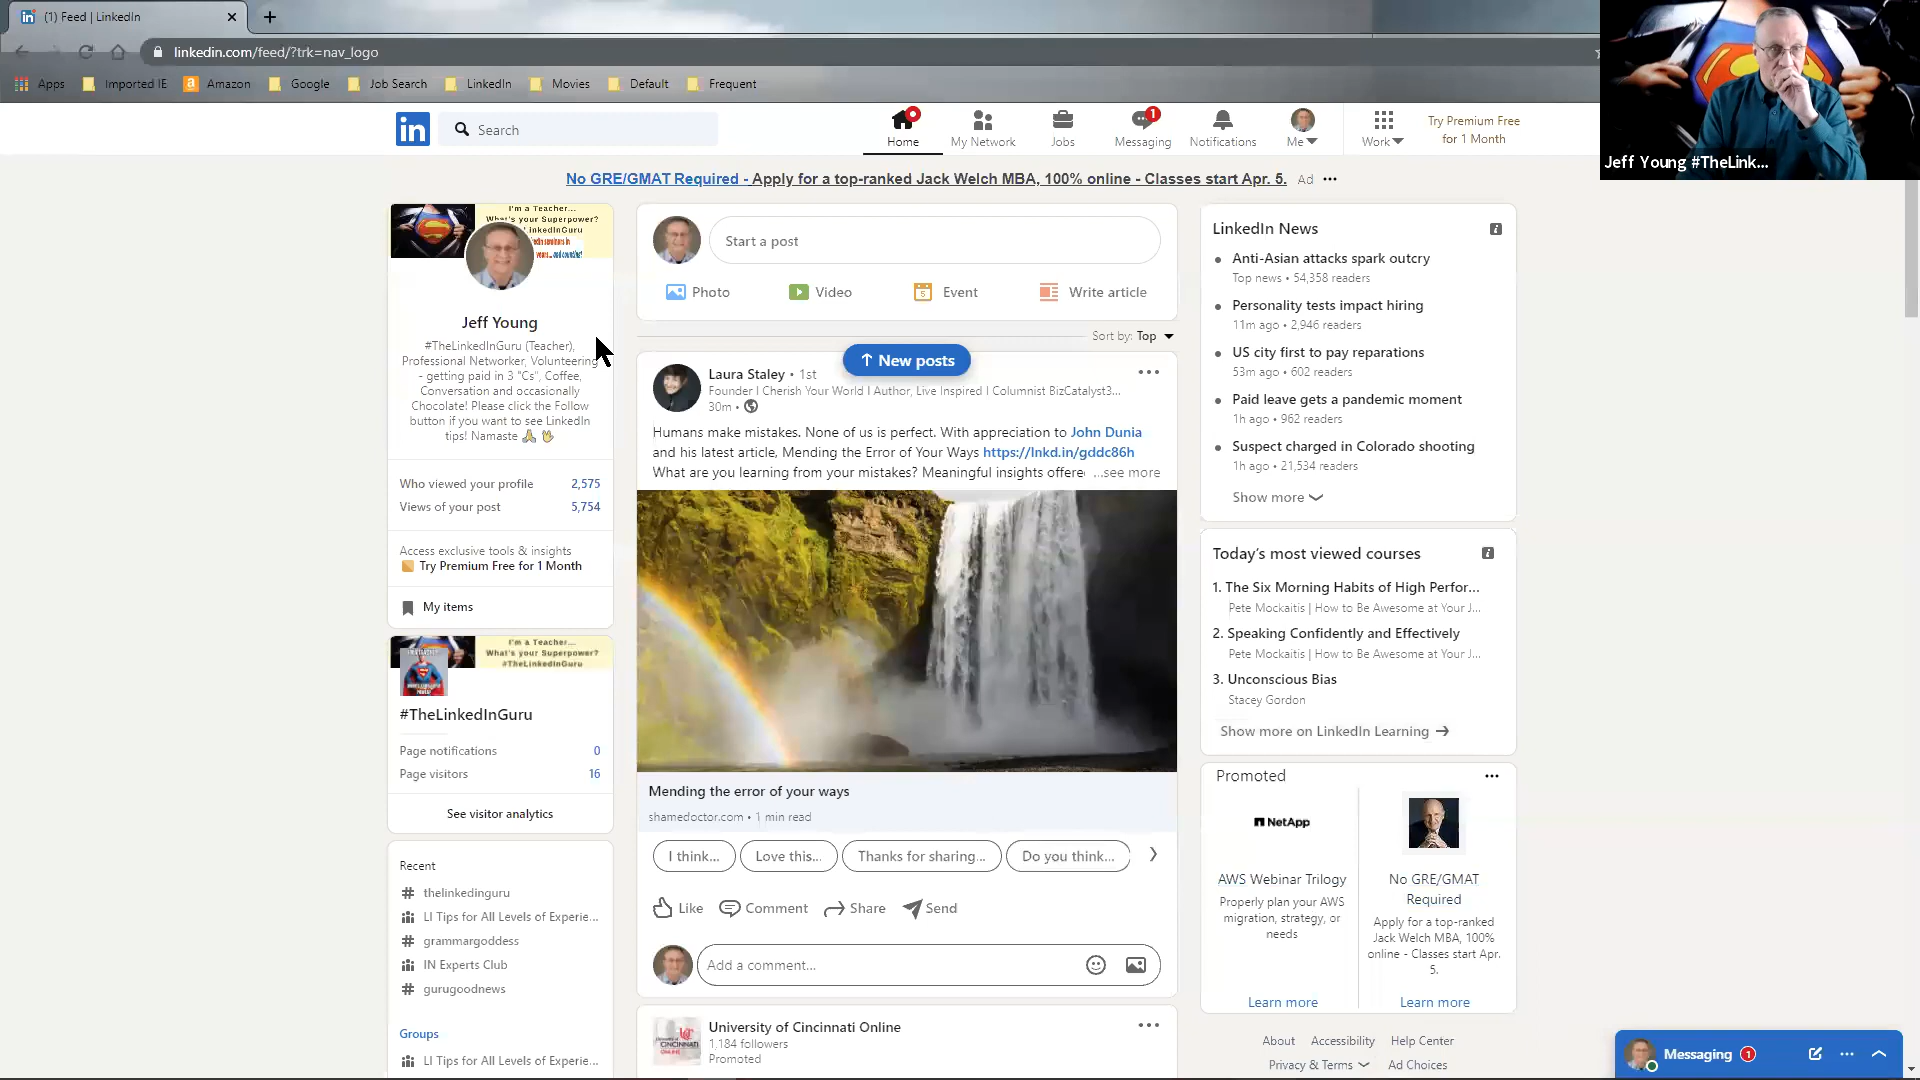 (1) Feed | LinkedIn
linkedin.com/feed/?trk=nav_logo
Apps
Imported IE
Amazon
Google
Job Search
LinkedIn
Movies
Default
Frequent
Jeff Young #TheLink...
in
Search
Home
My Network
Jobs
1
Messaging
Notifications
Me
Work
Try Premium Free
for 1 Month
No GRE/GMAT Required - Apply for a top-ranked Jack Welch MBA, 100% online - Classes start Apr. 5. Ad
I'm a Teacher...
What's your Superpower?
Jeff Young
#TheLinkedInGuru (Teacher),
Professional Networker, Volunteering
- getting paid in 3 "Cs", Coffee,
Conversation and occasionally
Chocolate! Please click the Follow
button if you want to see LinkedIn
tips! Namaste
Who viewed your profile 2,575
Views of your post 5,754
Access exclusive tools & insights
Try Premium Free for 1 Month
My items
I'm a Teacher...
What's your Superpower?
#TheLinkedInGuru
#TheLinkedInGuru
Page notifications 0
Page visitors 16
See visitor analytics
Recent
# thelinkedinguru
LI Tips for All Levels of Experie...
# grammargoddess
IN Experts Club
# gurugoodnews
Groups
LI Tips for All Levels of Experie...
Start a post
Photo
Video
Event
Write article
Sort by: Top
↑ New posts
Laura Staley • 1st
Founder I Cherish Your World I Author, Live Inspired I Columnist BizCatalyst3...
30m •
Humans make mistakes. None of us is perfect. With appreciation to John Dunia
and his latest article, Mending the Error of Your Ways https://lnkd.in/gddc86h
What are you learning from your mistakes? Meaningful insights offere ...see more
Mending the error of your ways
shamedoctor.com • 1 min read
I think...
Love this...
Thanks for sharing...
Do you think...
Like
Comment
Share
Send
Add a comment...
University of Cincinnati Online
1,184 followers
Promoted
LinkedIn News
Anti-Asian attacks spark outcry
Top news • 54,358 readers
Personality tests impact hiring
11m ago • 2,946 readers
US city first to pay reparations
53m ago • 602 readers
Paid leave gets a pandemic moment
1h ago • 962 readers
Suspect charged in Colorado shooting
1h ago • 21,534 readers
Show more
Today's most viewed courses
1. The Six Morning Habits of High Perfor...
Pete Mockaitis | How to Be Awesome at Your J...
2. Speaking Confidently and Effectively
Pete Mockaitis | How to Be Awesome at Your J...
3. Unconscious Bias
Stacey Gordon
Show more on LinkedIn Learning →
Promoted
NetApp
AWS Webinar Trilogy
Properly plan your AWS
migration, strategy, or
needs
Learn more
No GRE/GMAT
Required
Apply for a top-ranked
Jack Welch MBA, 100%
online - Classes start Apr.
5.
Learn more
About
Accessibility
Help Center
Privacy & Terms
Ad Choices
Messaging 1